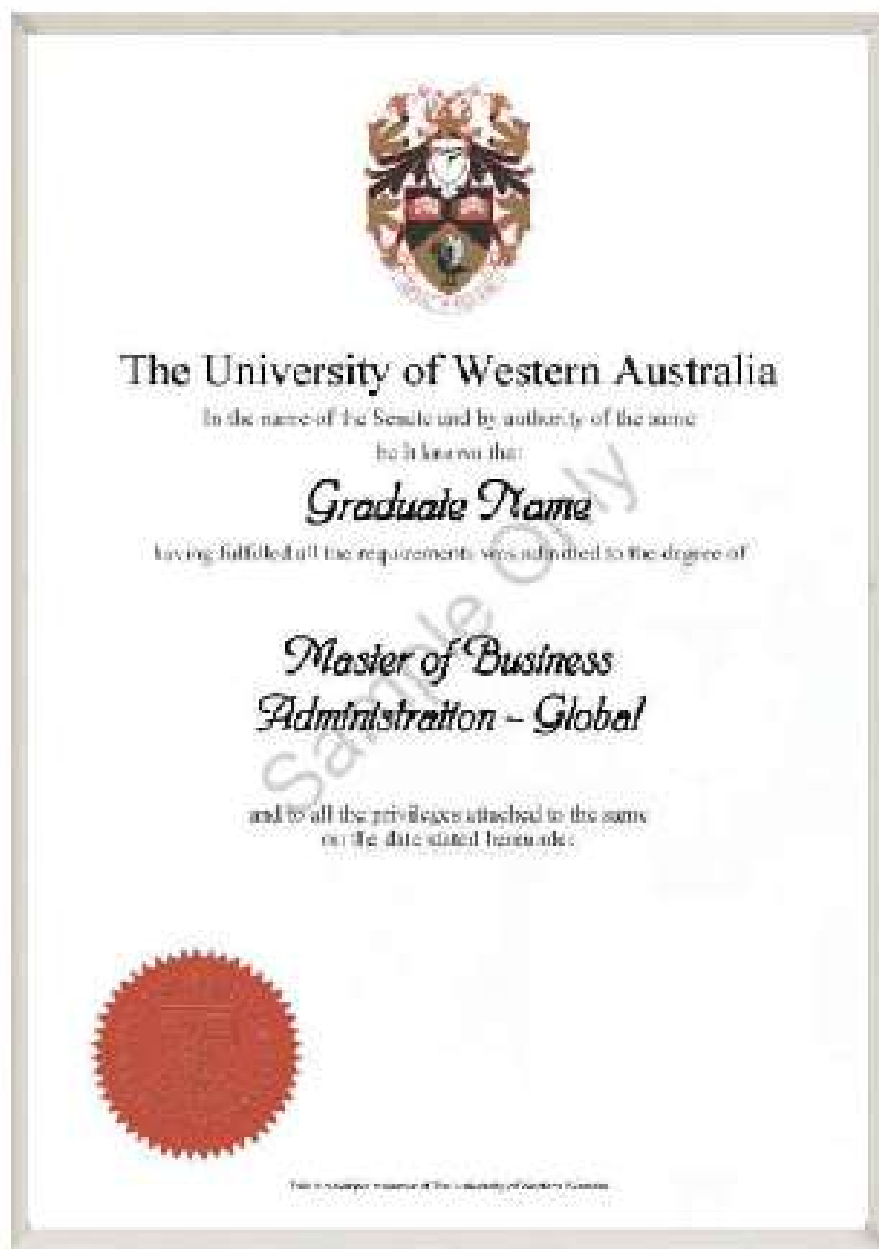 The University of Western Australia
In the name of the Senate and by authority of the same
be it known that
Graduate Name
having fulfilled all the requirements was admitted to the degree of
Master of Business
Administration - Global
and to all the privileges attached to the same
on the date stated hereunder
Sample Only